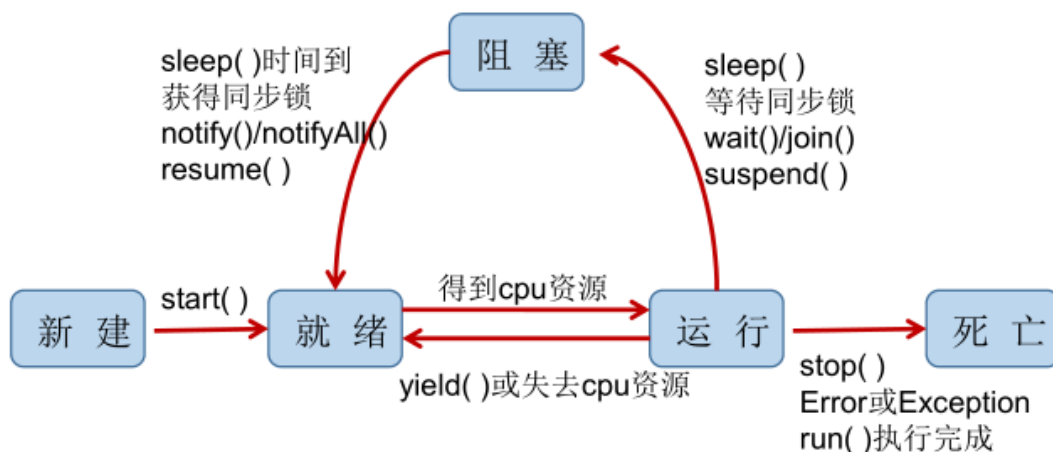 阻 塞
sleep( )时间到
获得同步锁
notify()/notifyAll()
resume( )
sleep( )
等待同步锁
wait()/join()
suspend( )
新 建
start( )
就 绪
得到cpu资源
yield( )或失去cpu资源
运 行
死 亡
stop( )
Error或Exception
run( )执行完成